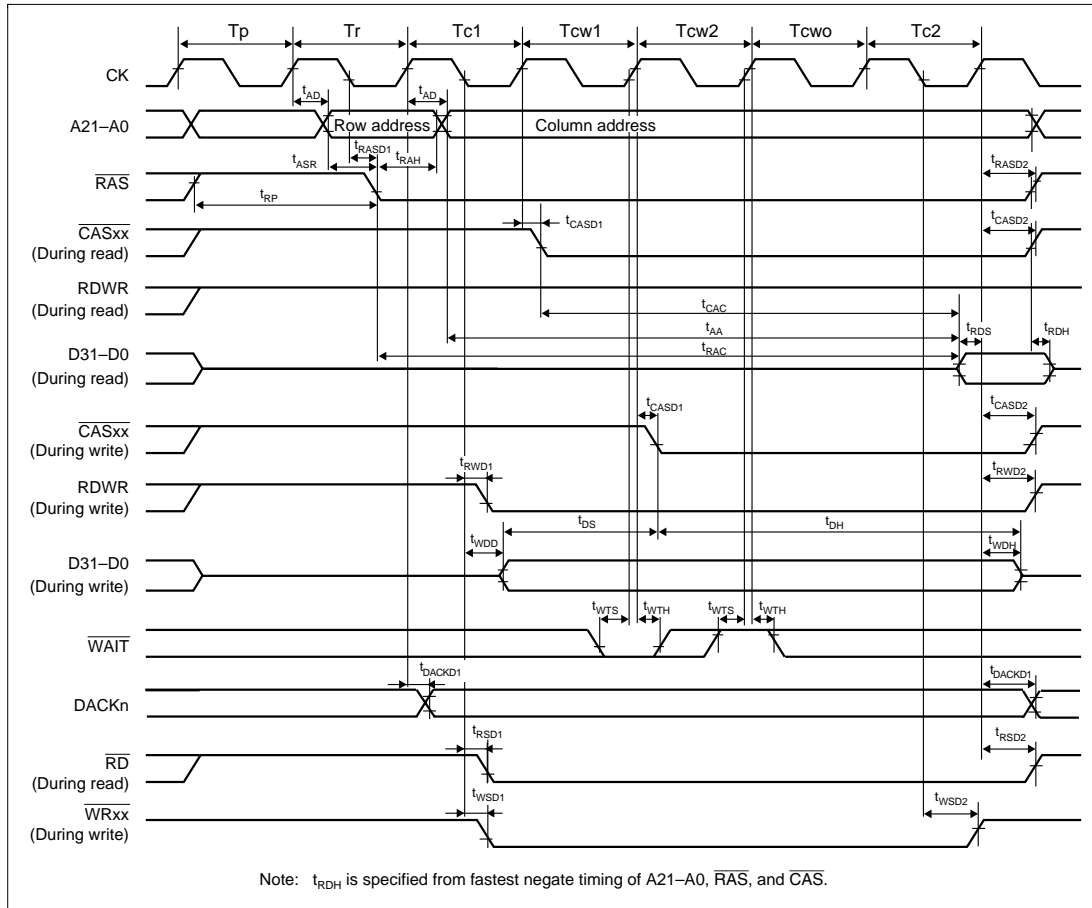 Tp Tr Tc1 Tcw1 Tcw2 Tcwo Tc2
CK
tAD tAD
A21–A0 Row address Column address
tRASD1
tASR tRAH tRASD2
RAS
tRP
tCASD1 tCASD2
CASxx
(During read)
RDWR
(During read)
tCAC
tAA tRDS tRDH
D31–D0 tRAC
(During read)
tCASD1 tCASD2
CASxx
(During write)
tRWD1 tRWD2
RDWR
(During write)
tDS tDH
tWDD tWDH
D31–D0
(During write)
tWTS tWTH tWTS tWTH
WAIT
tDACKD1 tDACKD1
DACKn
tRSD1 tRSD2
RD
(During read)
tWSD1 tWSD2
WRxx
(During write)
Note: tRDH is specified from fastest negate timing of A21–A0, RAS, and CAS.